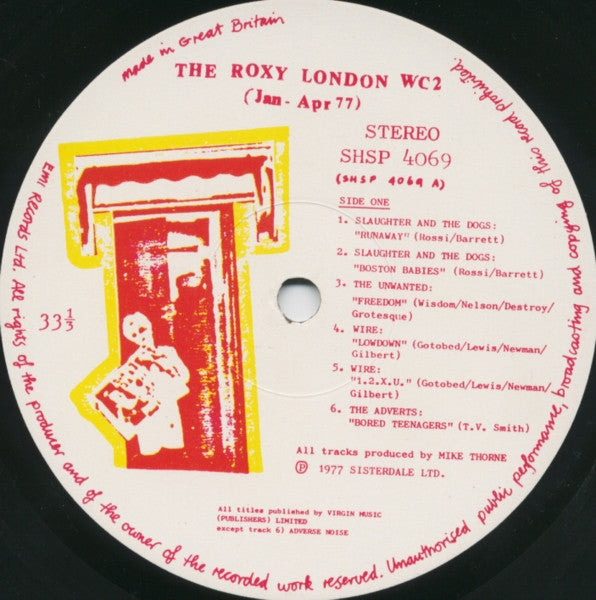 made in Great Britain
THE ROXY LONDON WC2
(Jan - Apr 77)
STEREO
SHSP 4069
(SHSP 4069 A)
SIDE ONE
1. SLAUGHTER AND THE DOGS:
"RUNAWAY" (Rossi/Barrett)
2. SLAUGHTER AND THE DOGS:
"BOSTON BABIES" (Rossi/Barrett)
3. THE UNWANTED:
"FREEDOM" (Wisdom/Nelson/Destroy/
Grotesque)
4. WIRE:
"LOWDOWN" (Gotobed/Lewis/Newman/
Gilbert)
5. WIRE:
"1.2.X.U." (Gotobed/Lewis/Newman/
Gilbert)
6. THE ADVERTS:
"BORED TEENAGERS" (T.V. Smith)
33 1/3
All tracks produced by MIKE THORNE
Ⓟ 1977 SISTERDALE LTD.
All titles published by VIRGIN MUSIC
(PUBLISHERS) LIMITED
except track 6) ADVERSE NOISE
EMI Records Ltd. All rights of the producer and of the owner of the recorded work reserved. Unauthorised public performance, broadcasting and copying of this record prohibited.